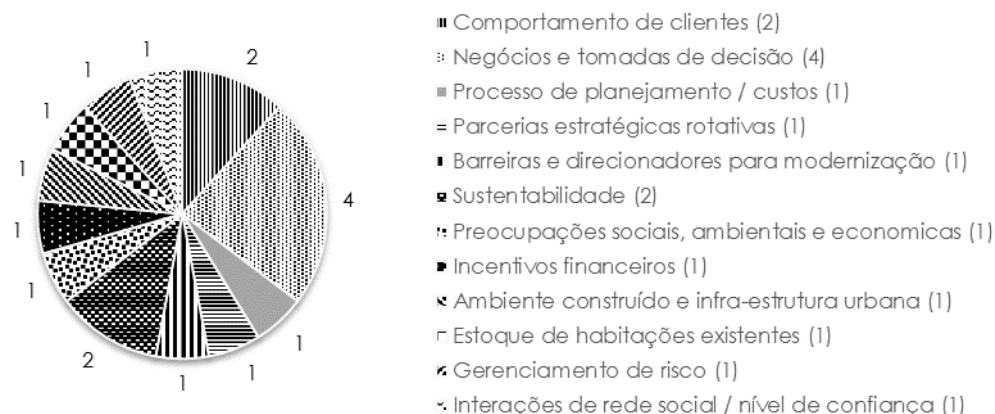 1
2
1
1
1
1
1
2
1
1
1
4
Comportamento de clientes (2)
Negócios e tomadas de decisão (4)
Processo de planejamento / custos (1)
Parcerias estratégicas rotativas (1)
Barreiras e direcionadores para modernização (1)
Sustentabilidade (2)
Preocupações sociais, ambientais e economicas (1)
Incentivos financeiros (1)
Ambiente construído e infra-estrutura urbana (1)
Estoque de habitações existentes (1)
Gerenciamento de risco (1)
Interações de rede social / nível de confiança (1)